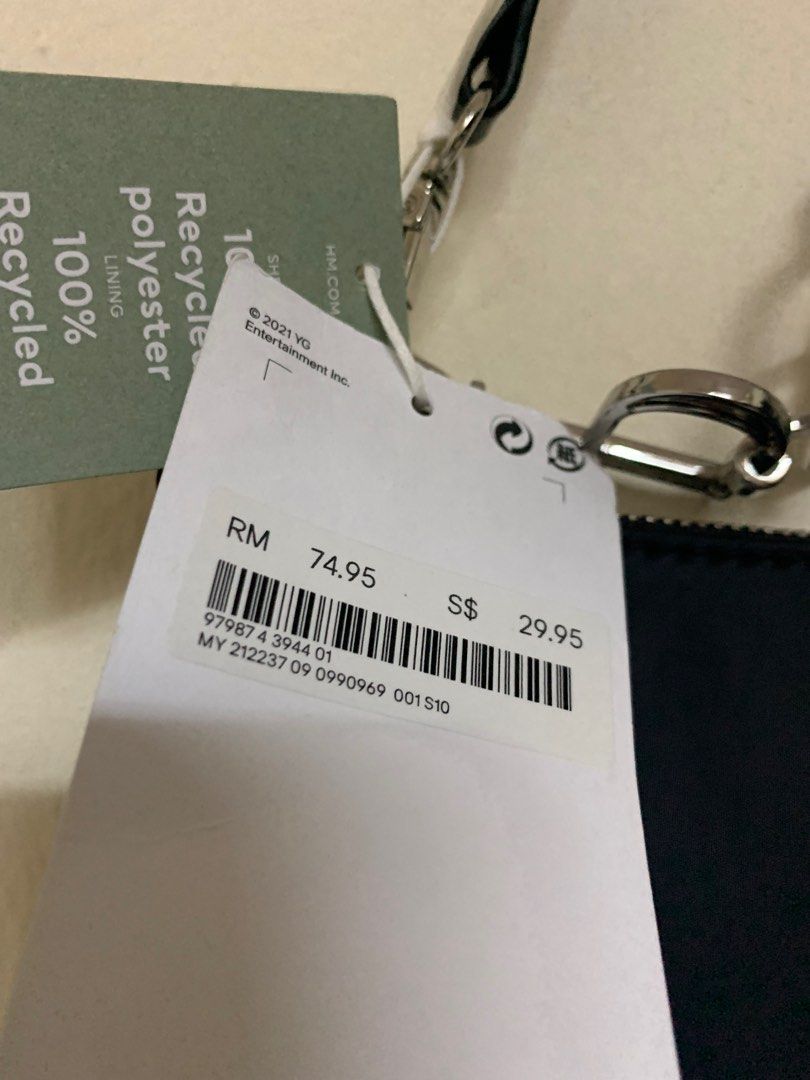 HM.COM
SH
Recycled
polyester
LINING
100%
Recycled
© 2021 YG
Entertainment Inc.
RM 74.95 S$ 29.95
97987 4 3944 01
MY 212237 09 0990969 001 S10